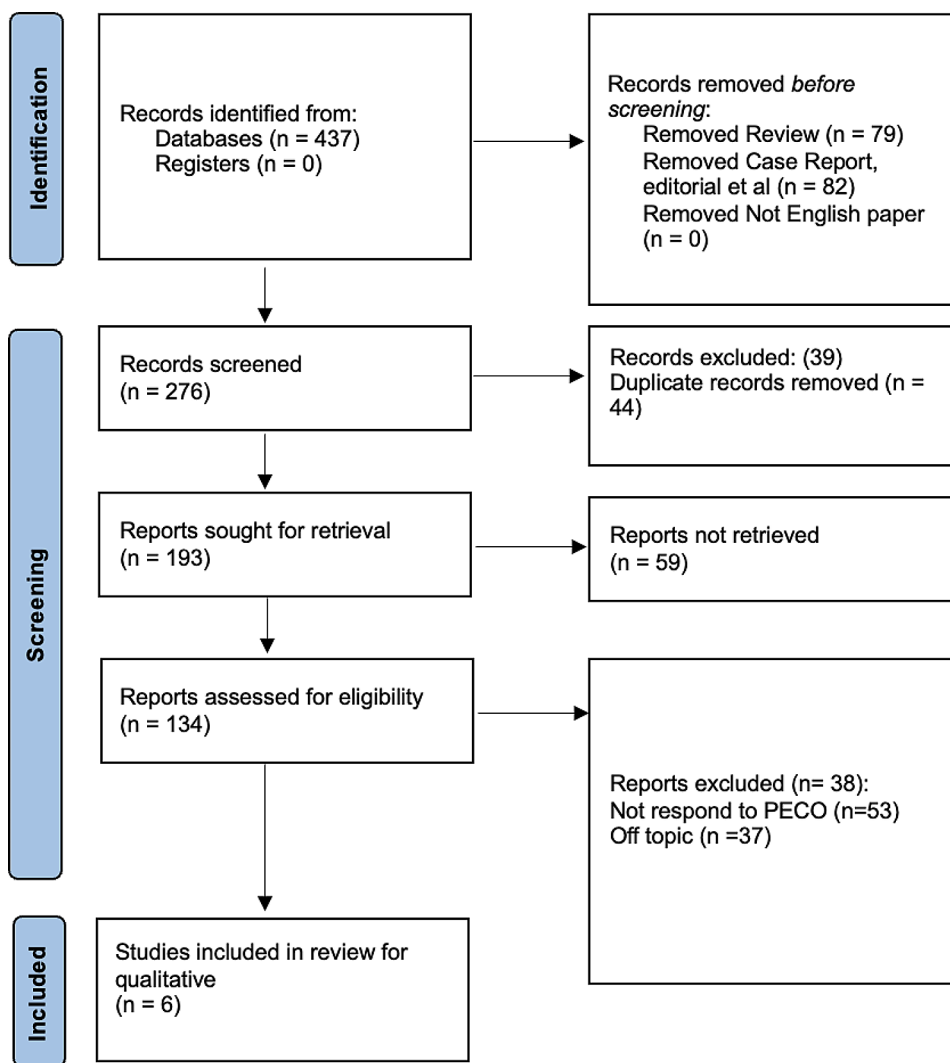 Identification
Records identified from:
Databases (n = 437)
Registers (n = 0)
Records removed before
screening:
Removed Review (n = 79)
Removed Case Report,
editorial et al (n = 82)
Removed Not English paper
(n = 0)
Screening
Records screened
(n = 276)
Records excluded: (39)
Duplicate records removed (n =
44)
Reports sought for retrieval
(n = 193)
Reports not retrieved
(n = 59)
Reports assessed for eligibility
(n = 134)
Reports excluded (n= 38):
Not respond to PECO (n=53)
Off topic (n =37)
Included
Studies included in review for
qualitative
(n = 6)